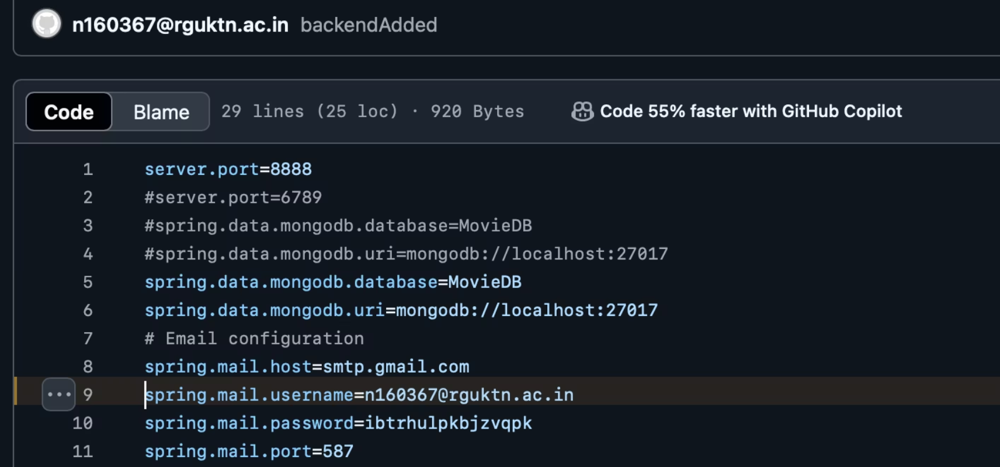 n160367@rguktn.ac.in backendAdded
Code Blame 29 lines (25 loc) · 920 Bytes Code 55% faster with GitHub Copilot
1 server.port=8888
2 #server.port=6789
3 #spring.data.mongodb.database=MovieDB
4 #spring.data.mongodb.uri=mongodb://localhost:27017
5 spring.data.mongodb.database=MovieDB
6 spring.data.mongodb.uri=mongodb://localhost:27017
7 # Email configuration
8 spring.mail.host=smtp.gmail.com
9 spring.mail.username=n160367@rguktn.ac.in
10 spring.mail.password=ibtrhulpkbjzvqpk
11 spring.mail.port=587